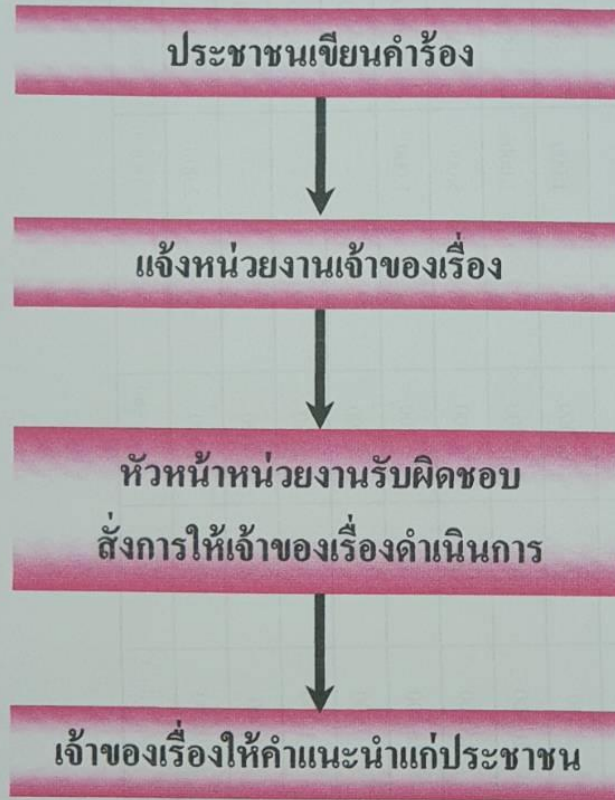 ประชาชนเขียนคำร้อง
แจ้งหน่วยงานเจ้าของเรื่อง
หัวหน้าหน่วยงานรับผิดชอบ
สั่งการให้เจ้าของเรื่องดำเนินการ
เจ้าของเรื่องให้คำแนะนำแก่ประชาชน